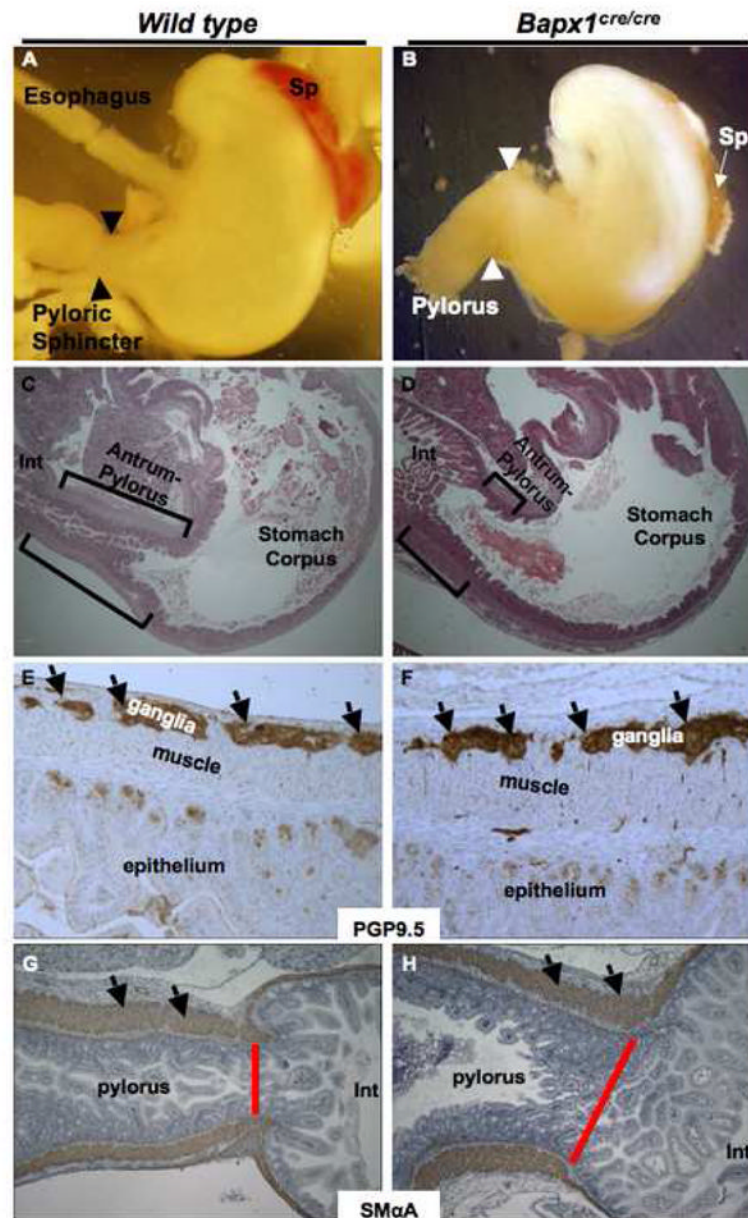 Wild type
Bapx1cre/cre
A
Esophagus
Sp
Pyloric
Sphincter
B
Sp
Pylorus
C
Int
Antrum-
Pylorus
Stomach
Corpus
D
Int
Antrum-
Pylorus
Stomach
Corpus
E
ganglia
muscle
epithelium
F
ganglia
muscle
epithelium
PGP9.5
G
pylorus
Int
H
pylorus
Int
SMαA